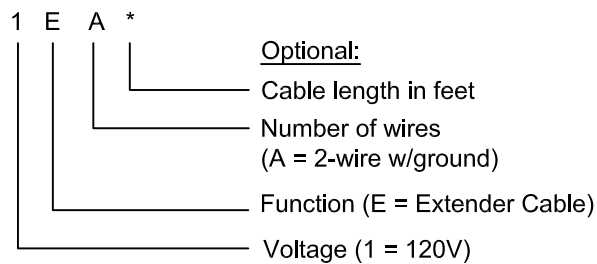 1 E A *
Optional:
Cable length in feet
Number of wires
(A = 2-wire w/ground)
Function (E = Extender Cable)
Voltage (1 = 120V)